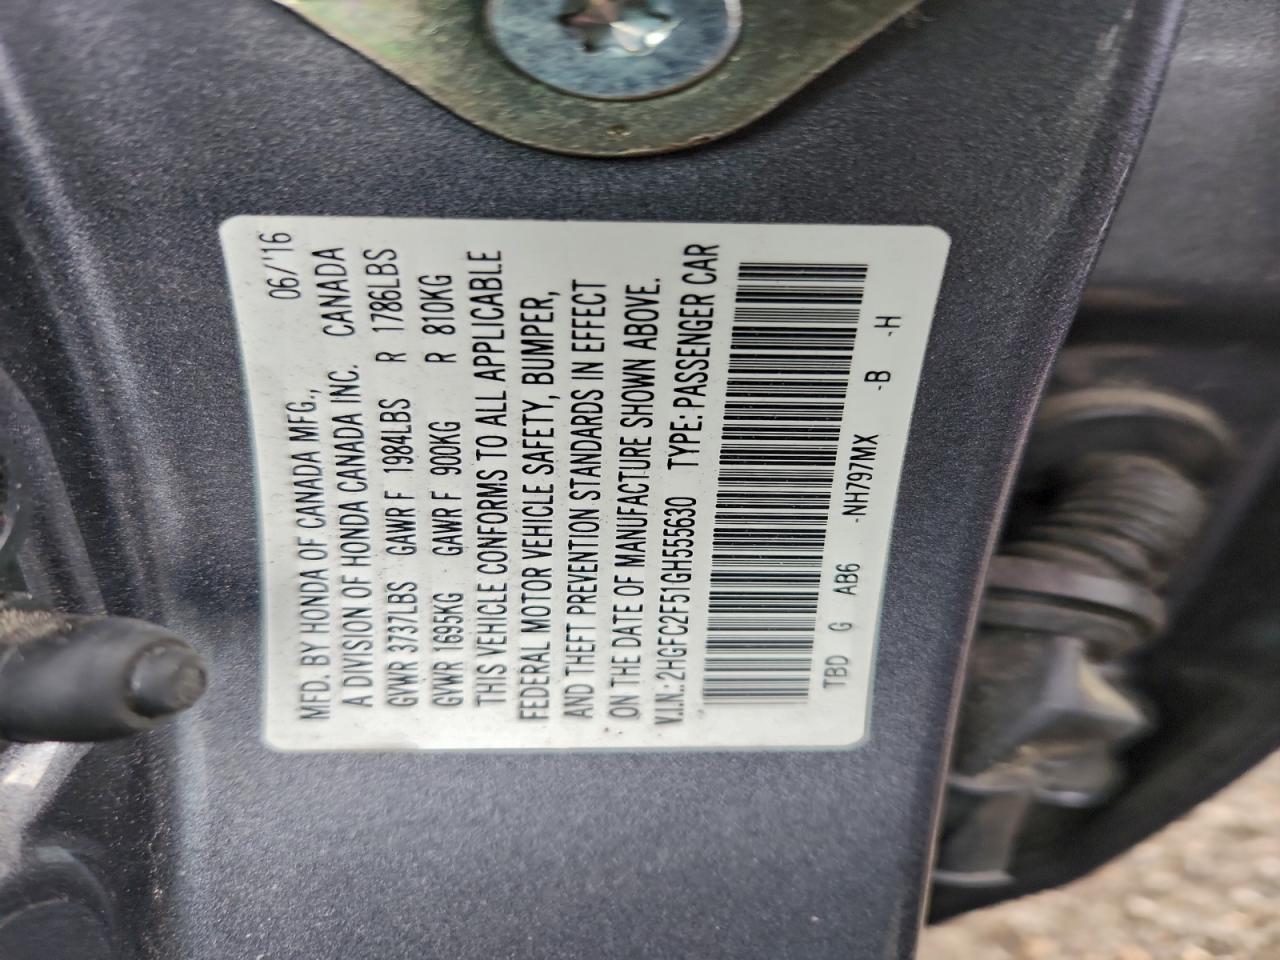 MFD. BY HONDA OF CANADA MFG., 06/'16
A DIVISION OF HONDA CANADA INC. CANADA
GVWR 3737LBS GAWR F 1984LBS R 1786LBS
GVWR 1695KG GAWR F 900KG R 810KG
THIS VEHICLE CONFORMS TO ALL APPLICABLE
FEDERAL MOTOR VEHICLE SAFETY, BUMPER,
AND THEFT PREVENTION STANDARDS IN EFFECT
ON THE DATE OF MANUFACTURE SHOWN ABOVE.
V.I.N.:2HGFC2F51GH555630 TYPE: PASSENGER CAR
TBD G AB6 -NH797MX -B -H